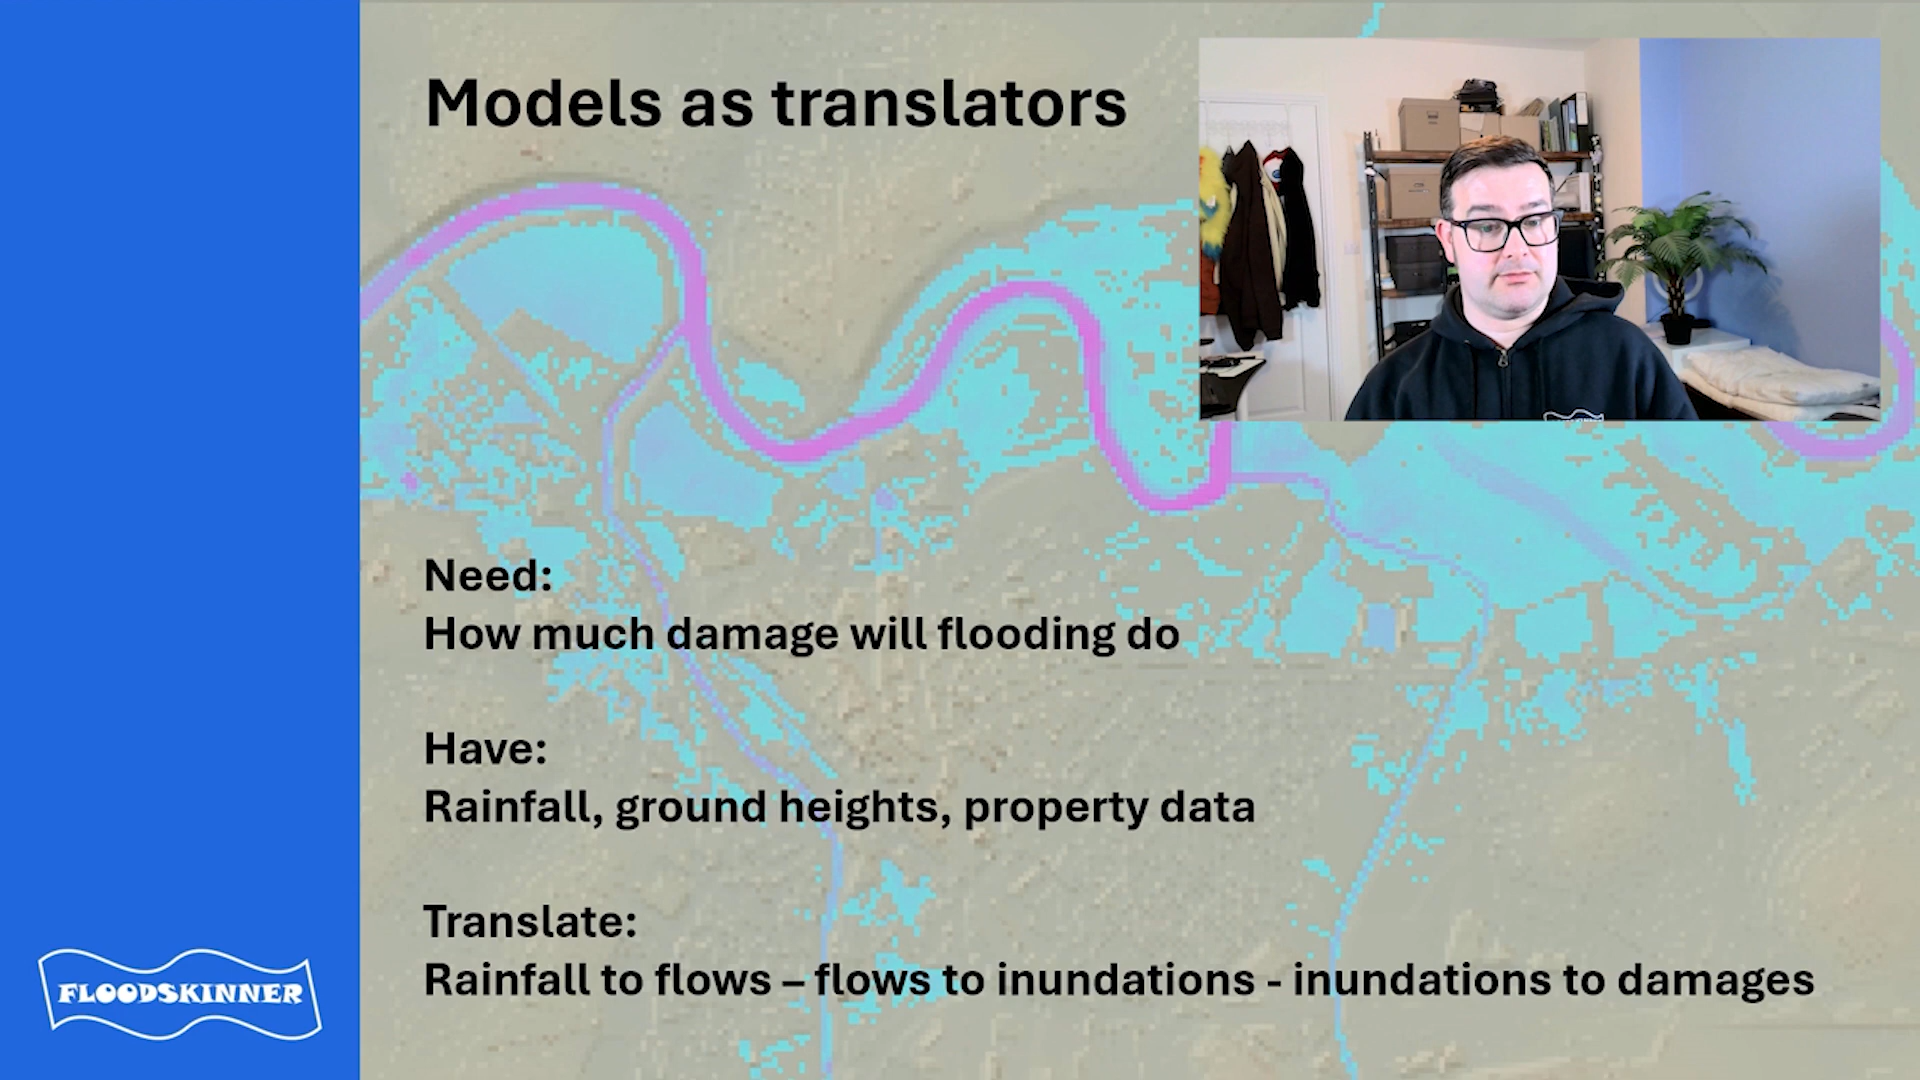 Models as translators
Need:
How much damage will flooding do
Have:
Rainfall, ground heights, property data
Translate:
Rainfall to flows – flows to inundations - inundations to damages
FLOODSKINNER